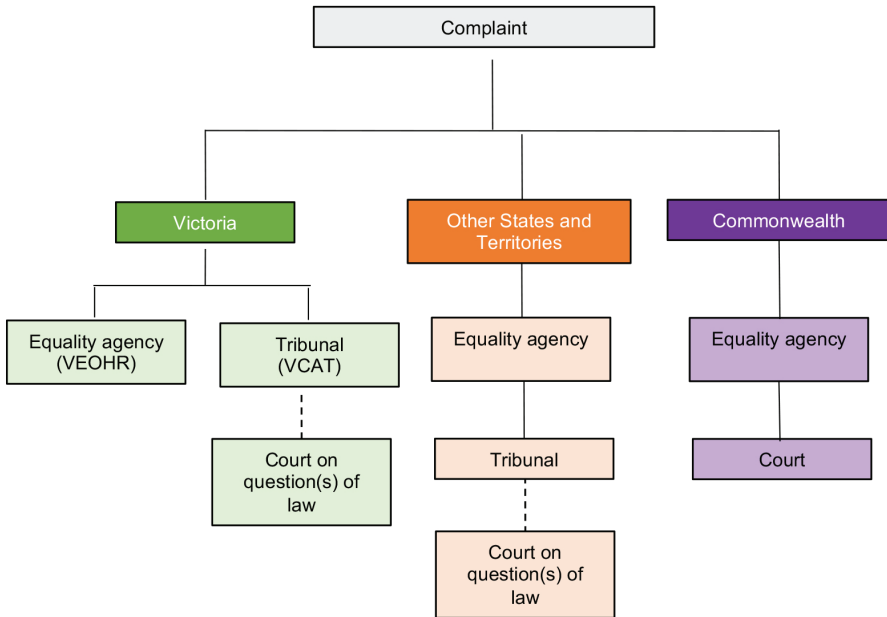 Complaint
Victoria
Other States and
Territories
Commonwealth
Equality agency
(VEOHR)
Tribunal
(VCAT)
Equality agency
Equality agency
Court on
question(s) of
law
Tribunal
Court
Court on
question(s) of
law